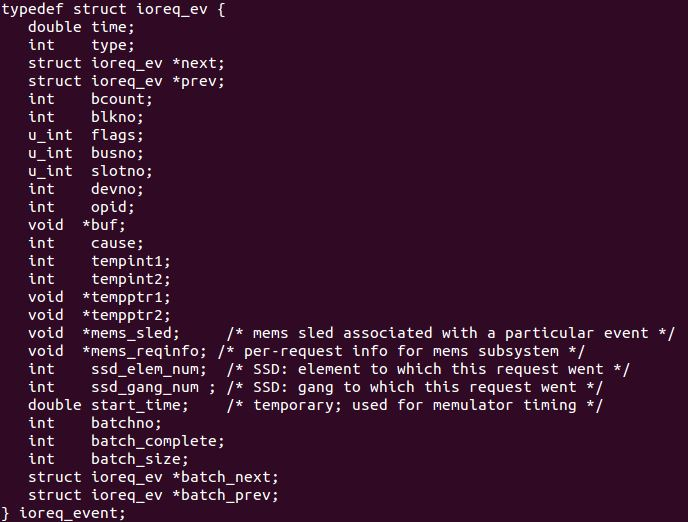 typedef struct ioreq_ev {
   double time;
   int    type;
   struct ioreq_ev *next;
   struct ioreq_ev *prev;
   int    bcount;
   int    blkno;
   u_int  flags;
   u_int  busno;
   u_int  slotno;
   int    devno;
   int    opid;
   void  *buf;
   int    cause;
   int    tempint1;
   int    tempint2;
   void  *tempptr1;
   void  *tempptr2;
   void  *mems_sled;     /* mems sled associated with a particular event */
   void  *mems_reqinfo; /* per-request info for mems subsystem */
   int    ssd_elem_num;  /* SSD: element to which this request went */
   int    ssd_gang_num ; /* SSD: gang to which this request went */
   double start_time;    /* temporary; used for memulator timing */
   int    batchno;
   int    batch_complete;
   int    batch_size;
   struct ioreq_ev *batch_next;
   struct ioreq_ev *batch_prev;
} ioreq_event;